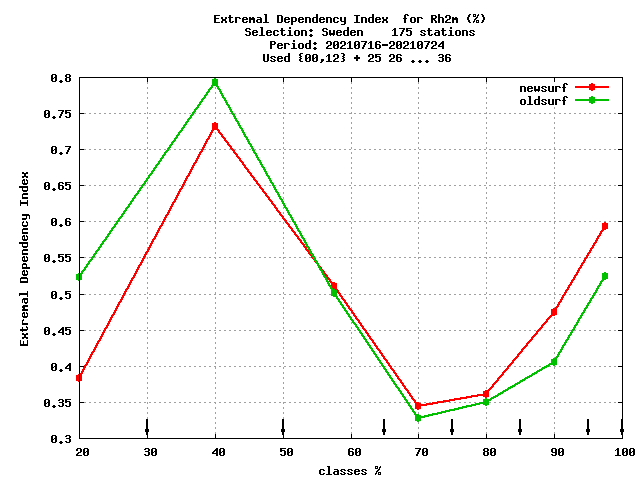 Extremal Dependency Index  for Rh2m (%)
Selection: Sweden    175 stations
Period: 20210716-20210724
Used {00,12} + 25 26 ... 36
newsurf
oldsurf
Extremal Dependency Index
0.8
0.75
0.7
0.65
0.6
0.55
0.5
0.45
0.4
0.35
0.3
20 30 40 50 60 70 80 90 100
classes %